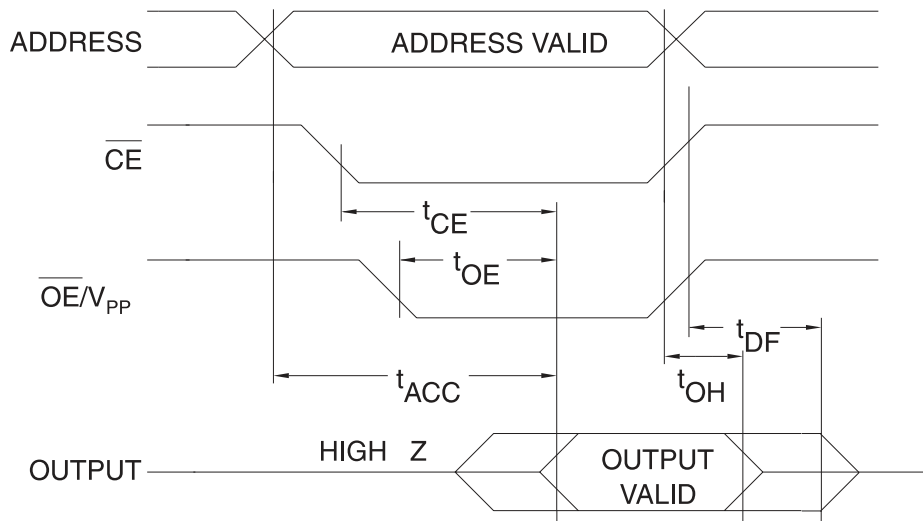 ADDRESS
ADDRESS VALID
CE
tCE
tOE
OE/VPP
tDF
tACC
tOH
HIGH Z
OUTPUT
OUTPUT
VALID